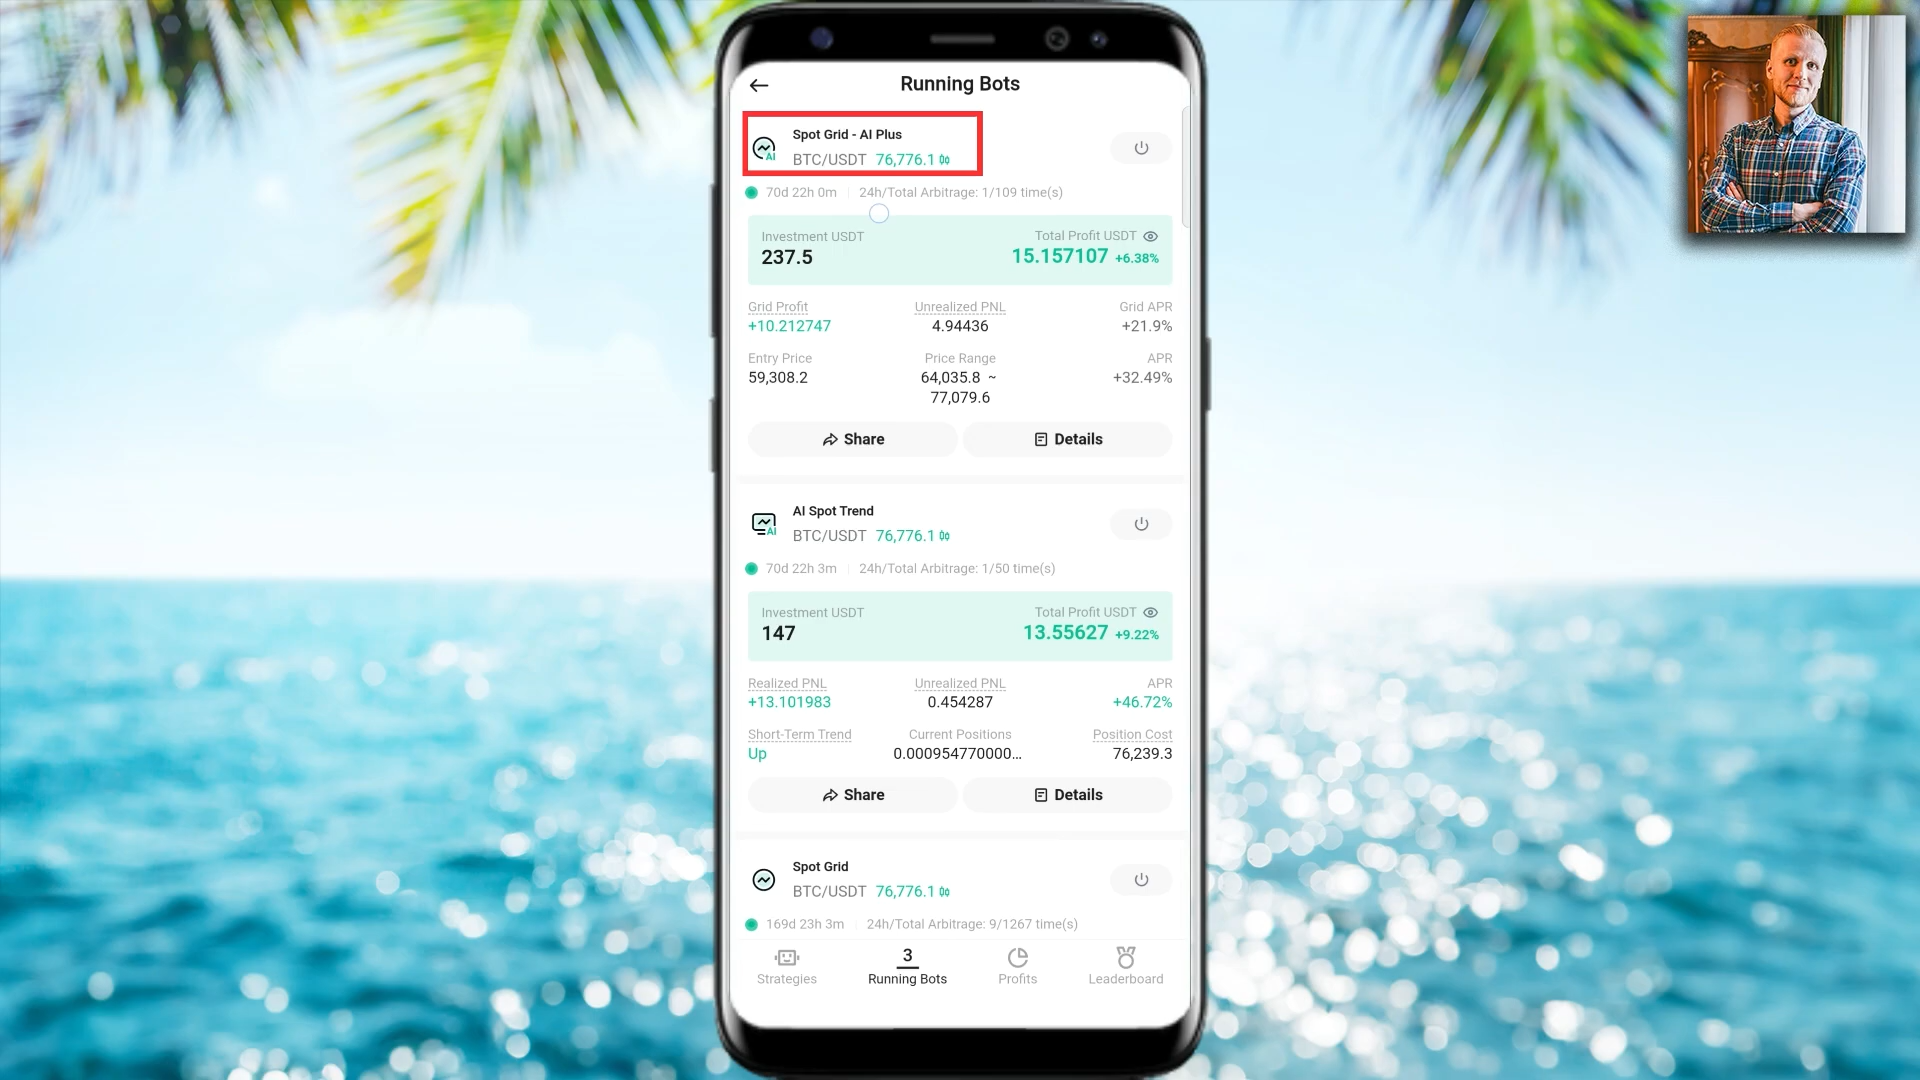 Running Bots
Spot Grid - AI Plus
AI
BTC/USDT 76,776.1
70d 22h 0m 24h/Total Arbitrage: 1/109 time(s)
Investment USDT Total Profit USDT
237.5 15.157107 +6.38%
Grid Profit Unrealized PNL Grid APR
+10.212747 4.94436 +21.9%
Entry Price Price Range APR
59,308.2 64,035.8 ~ +32.49%
77,079.6
Share Details
AI Spot Trend
AI
BTC/USDT 76,776.1
70d 22h 3m 24h/Total Arbitrage: 1/50 time(s)
Investment USDT Total Profit USDT
147 13.55627 +9.22%
Realized PNL Unrealized PNL APR
+13.101983 0.454287 +46.72%
Short-Term Trend Current Positions Position Cost
Up 0.000954770000... 76,239.3
Share Details
Spot Grid
BTC/USDT 76,776.1
169d 23h 3m 24h/Total Arbitrage: 9/1267 time(s)
3
Strategies Running Bots Profits Leaderboard